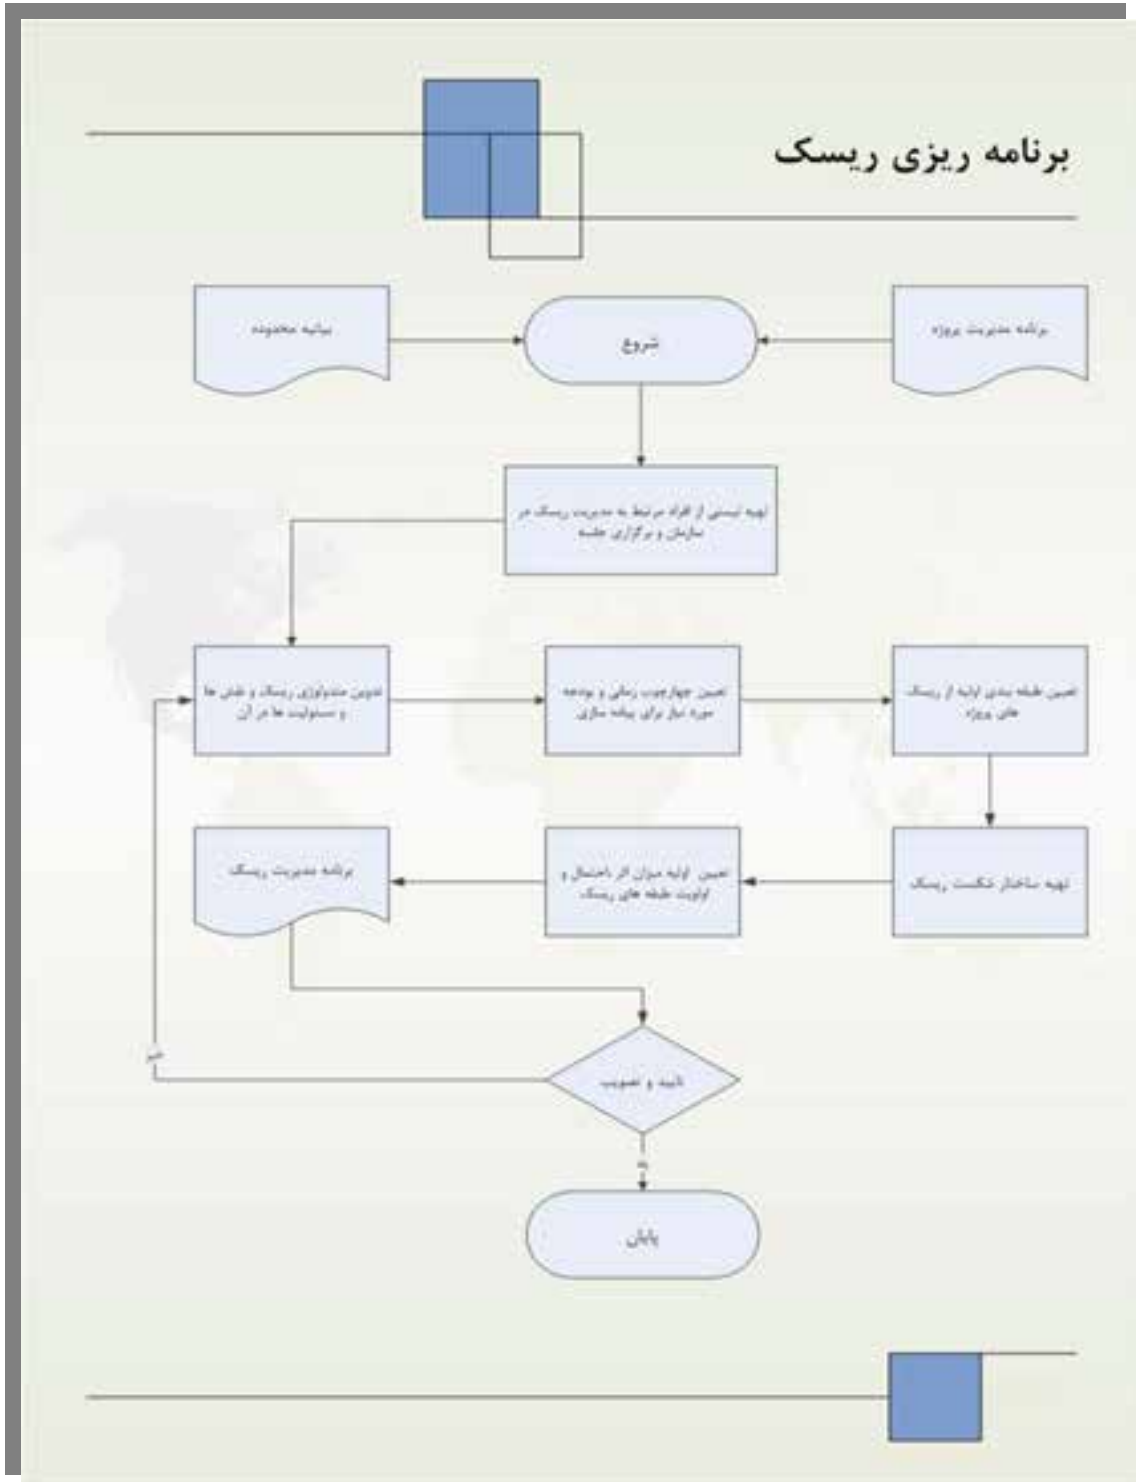 برنامه ریزی ریسک
برنامه مدیریت پروژه
شروع
بیانیه محدوده
تهیه لیستی از افراد مرتبط به مدیریت ریسک در
سازمان و برگزاری جلسه
تدوین متدولوژی ریسک و نقش ها
و مسئولیت ها در آن
تعیین چهارچوب زمانی و بودجه
مورد نیاز برای پیاده سازی
تعیین طبقه بندی اولیه از ریسک
های پروژه
تهیه ساختار شکست ریسک
تعیین اولیه میزان اثر احتمال و
اولویت طبقه های ریسک
برنامه مدیریت ریسک
تایید و تصویب
خیر
بله
پایان